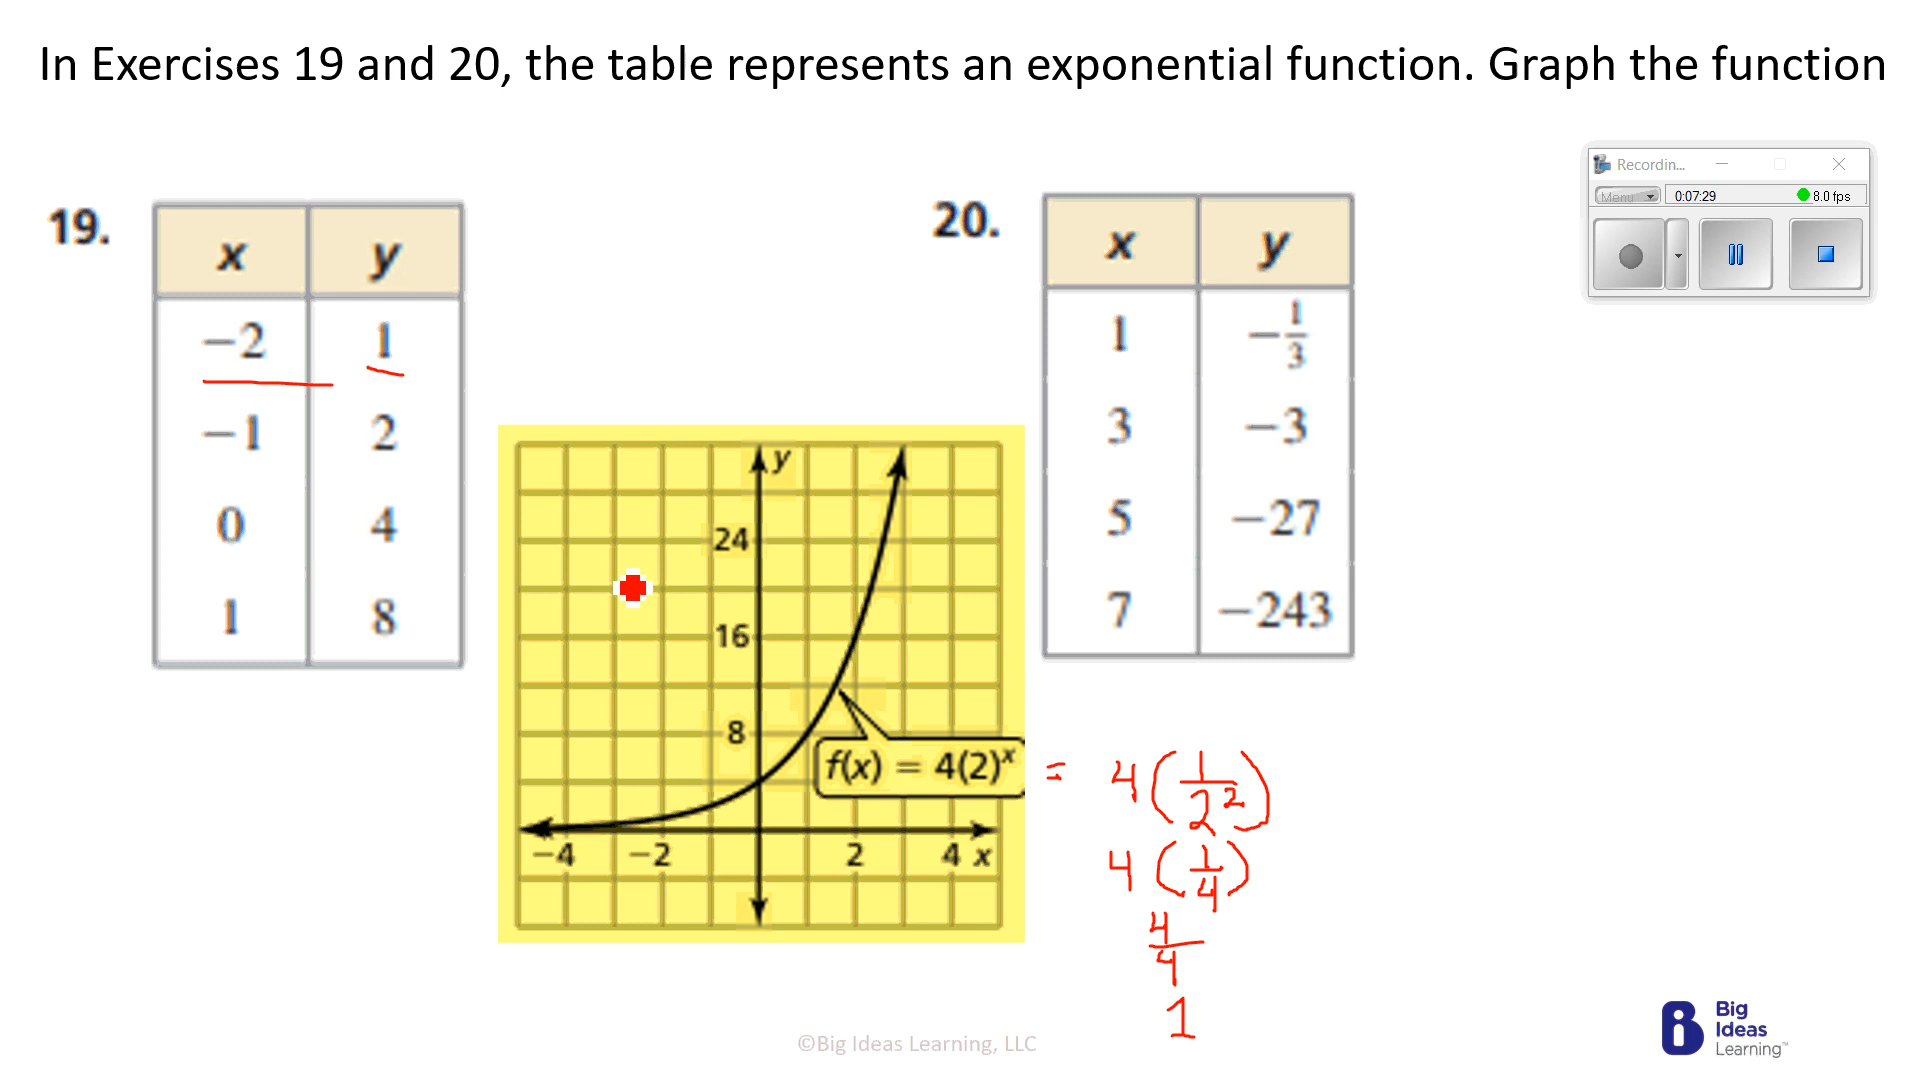 In Exercises 19 and 20, the table represents an exponential function. Graph the function
Recordin...
Menu 0:07:29 8.0 fps
19.
x y
−2 1
−1 2
0 4
1 8
20.
x y
1 −1/3
3 −3
5 −27
7 −243
y
24
16
8
f(x) = 4(2)ˣ
−4 −2 2 4 x
= 4(1/2²)
4(1/4)
4/4
1
©Big Ideas Learning, LLC
Big
Ideas
Learning™